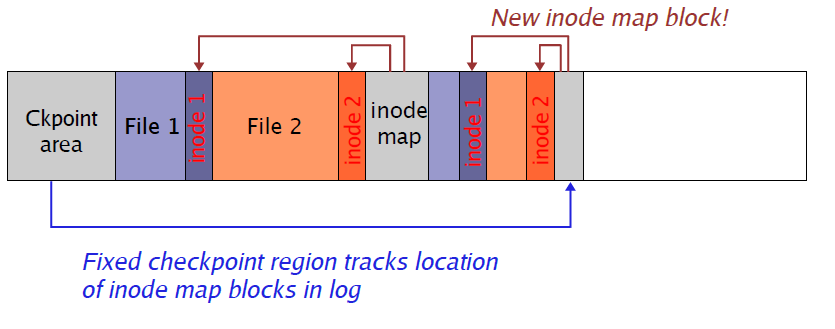 New inode map block!
Ckpoint
area
File 1
inode 1
File 2
inode 2
inode
map
inode 1
inode 2
Fixed checkpoint region tracks location
of inode map blocks in log